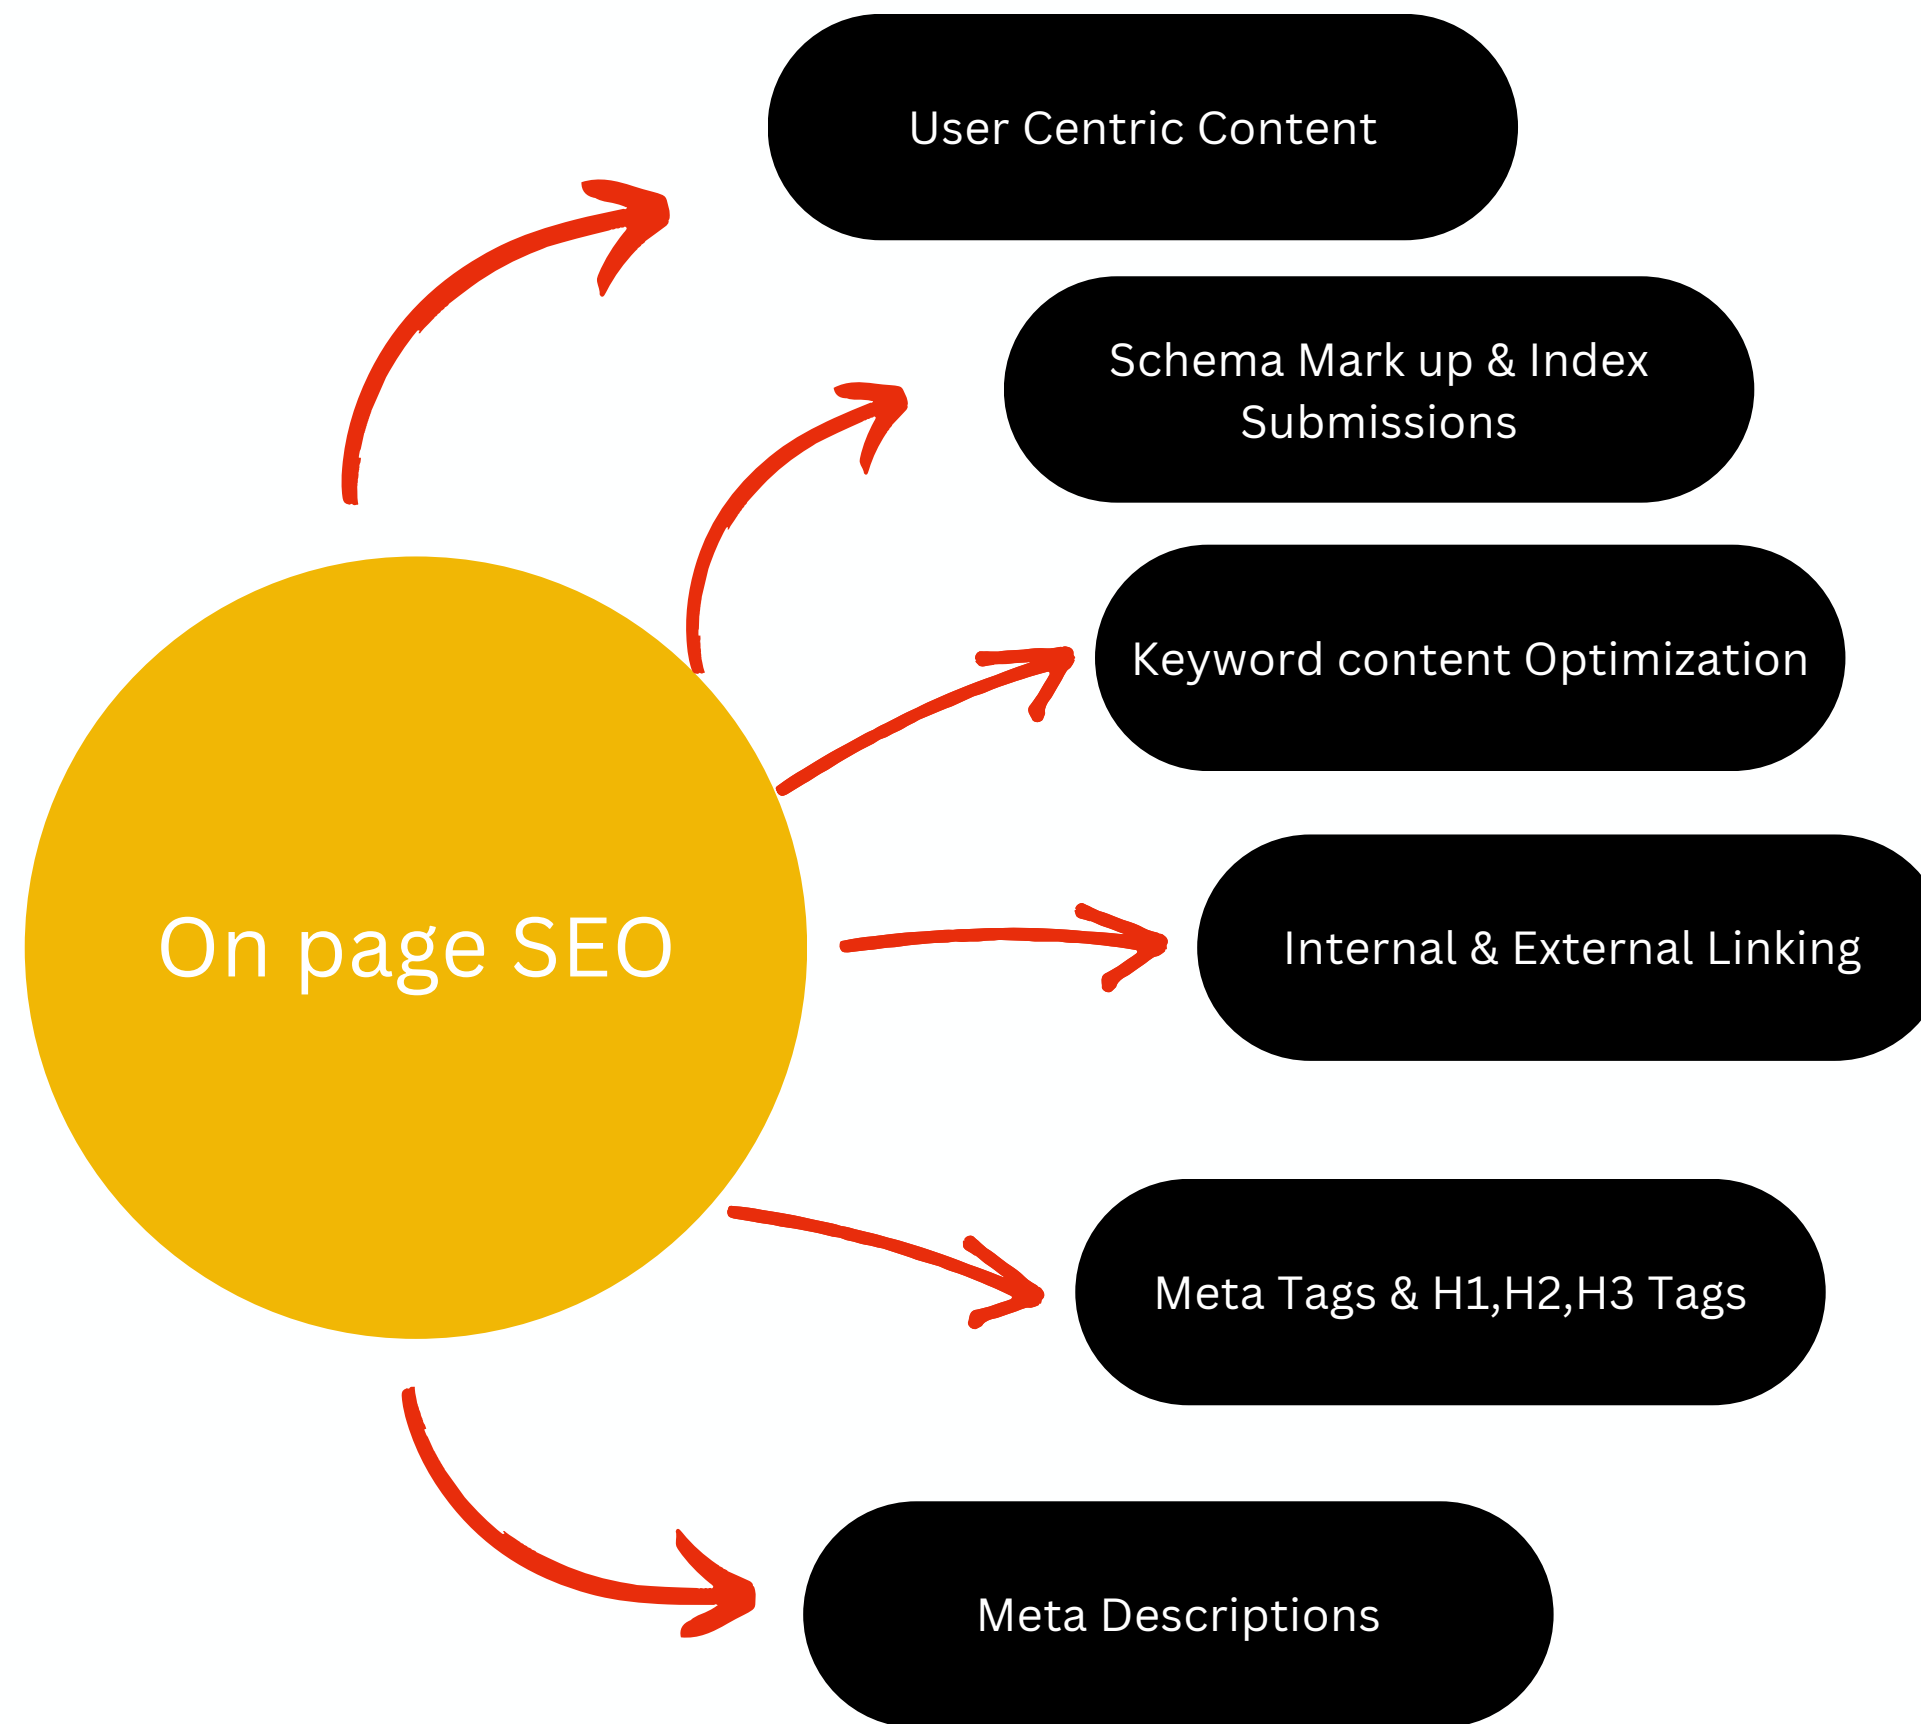 User Centric Content
Schema Mark up & Index
Submissions
Keyword content Optimization
On page SEO
Internal & External Linking
Meta Tags & H1,H2,H3 Tags
Meta Descriptions